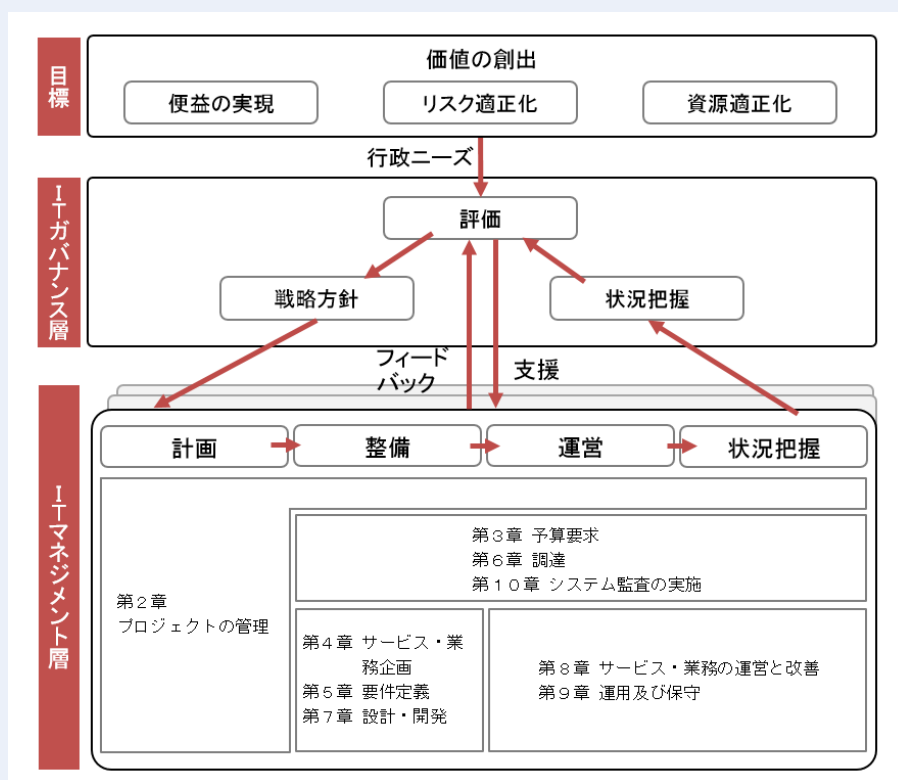 目標
価値の創出
便益の実現
リスク適正化
資源適正化
行政ニーズ
ITガバナンス層
評価
戦略方針
状況把握
フィード
バック
支援
ITマネジメント層
計画
整備
運営
状況把握
第2章
プロジェクトの管理
第3章 予算要求
第6章 調達
第10章 システム監査の実施
第4章 サービス・業
務企画
第5章 要件定義
第7章 設計・開発
第8章 サービス・業務の運営と改善
第9章 運用及び保守